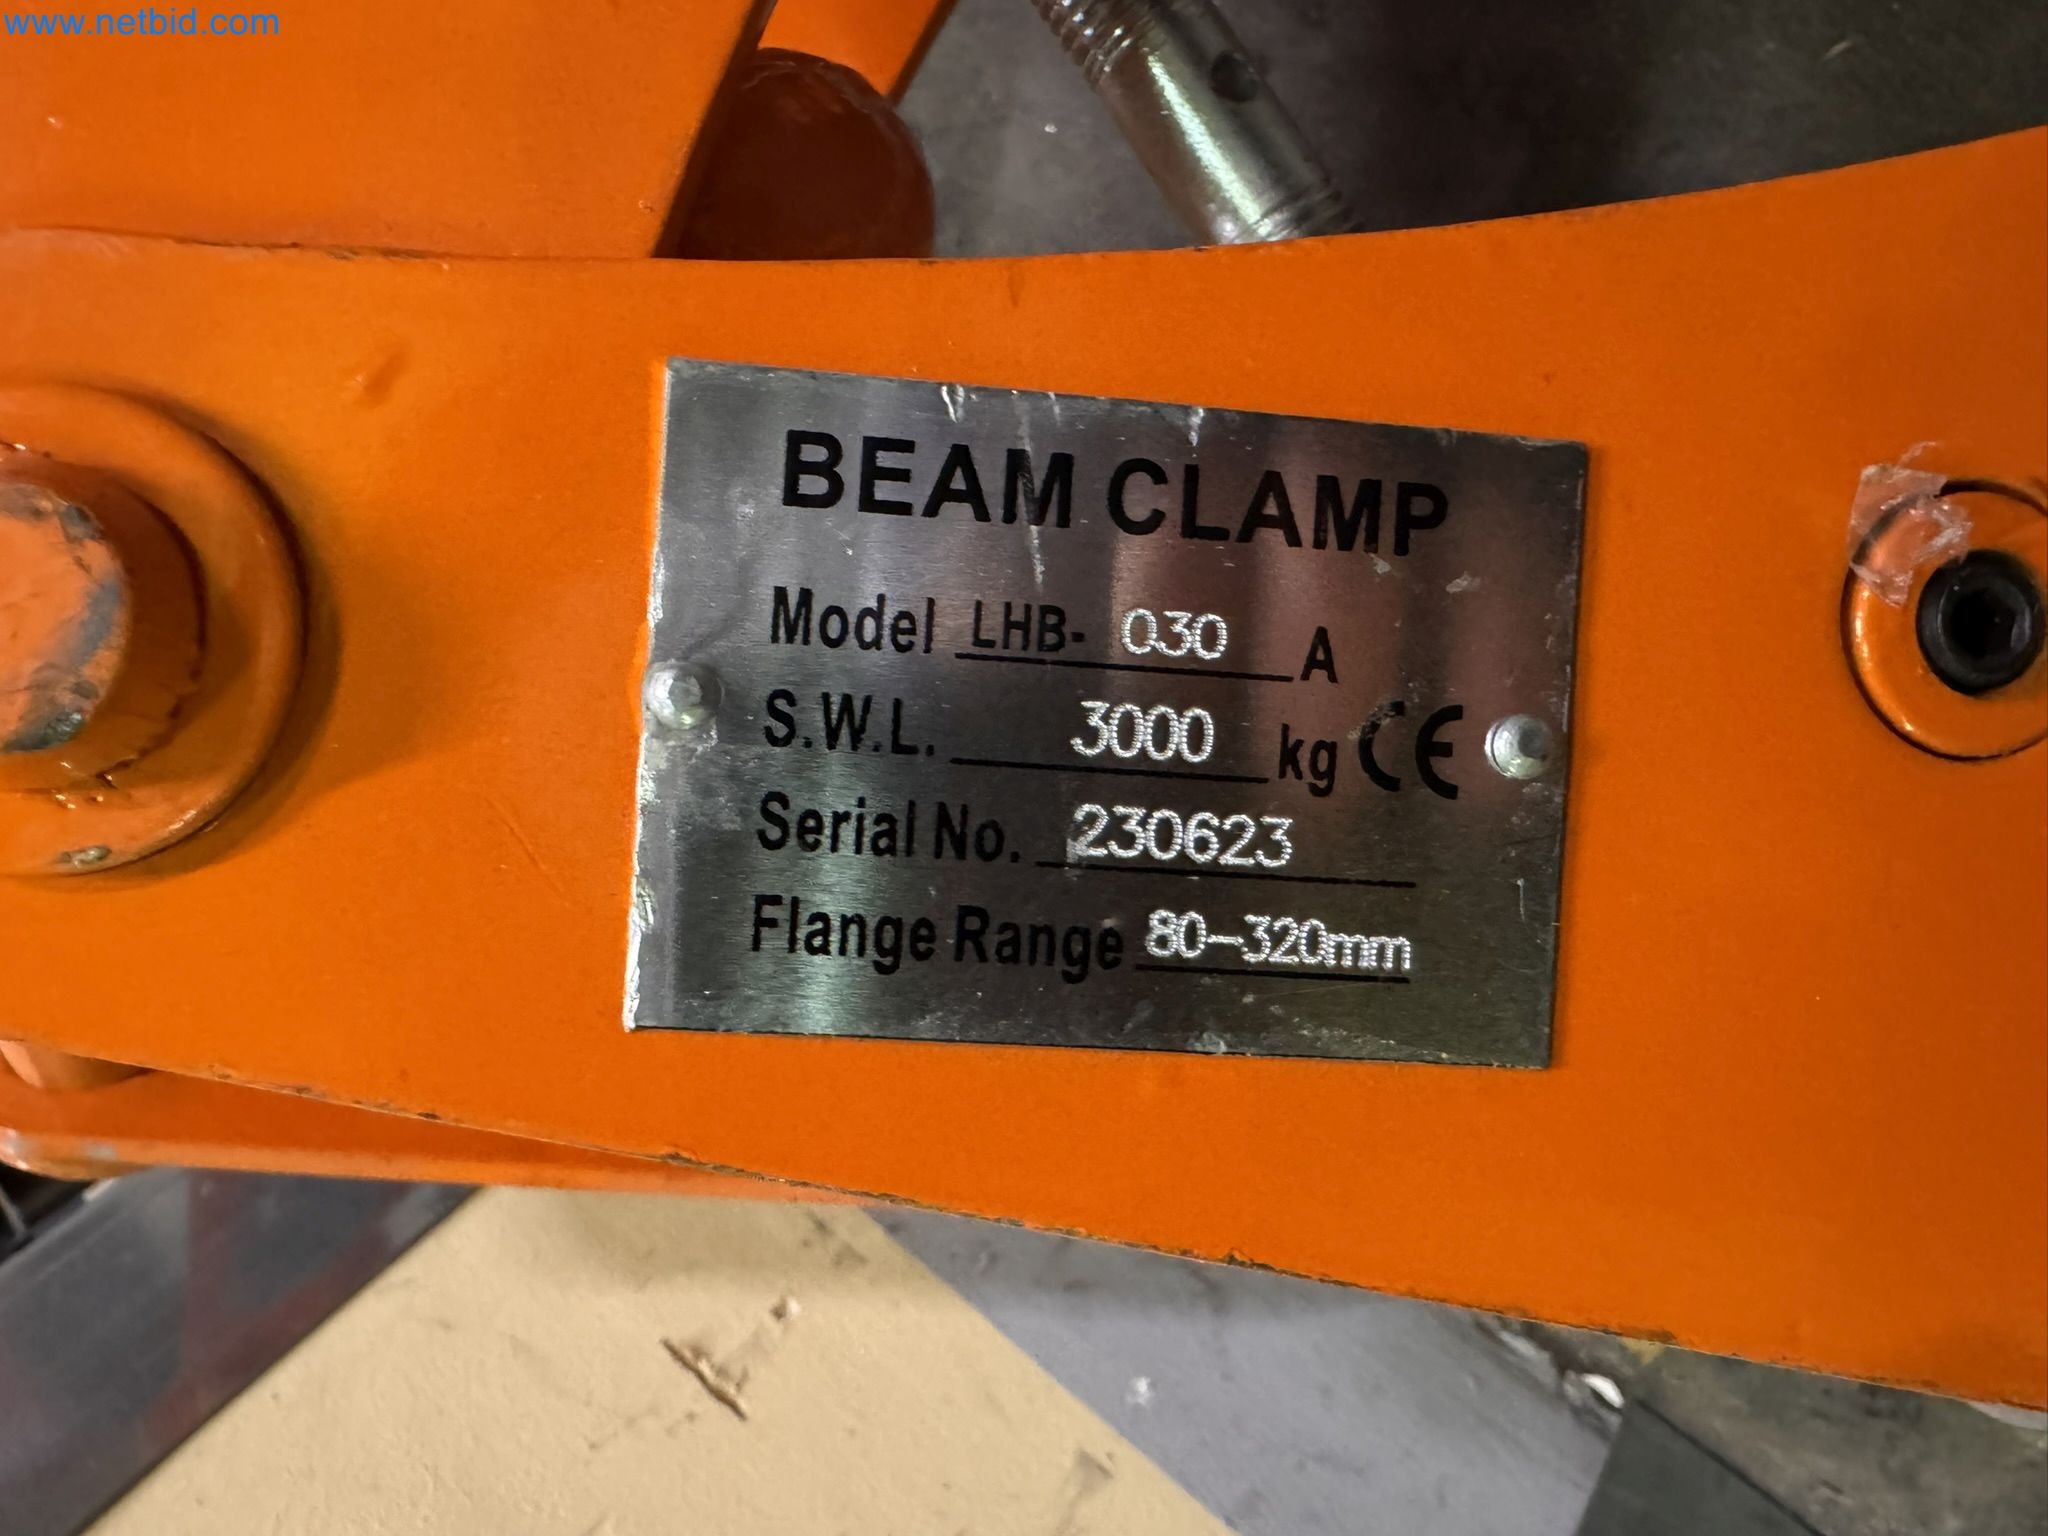 www.netbid.com
BEAM CLAMP
Model LHB- 030 A
S.W.L. 3000 kg CE
Serial No. 230623
Flange Range 80-320mm